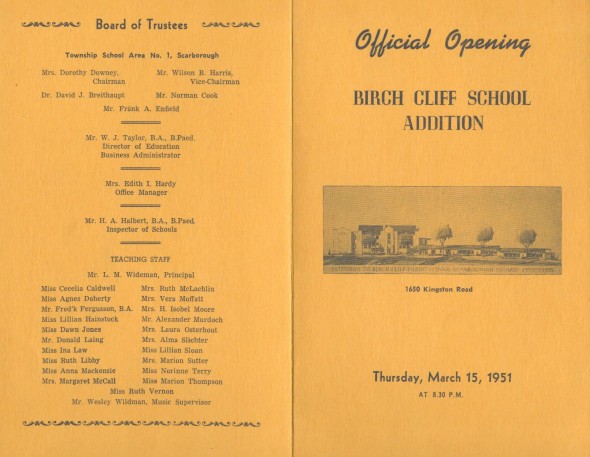 Board of Trustees
Township School Area No. 1, Scarborough
Mrs. Dorothy Downey, Chairman
Mr. Wilson B. Harris, Vice-Chairman
Dr. David J. Breithaupt
Mr. Norman Cook
Mr. Frank A. Enfield
Mr. W. J. Taylor, B.A., B.Paed.
Director of Education
Business Administrator
Mrs. Edith I. Hardy
Office Manager
Mr. H. A. Halbert, B.A., B.Paed.
Inspector of Schools
TEACHING STAFF
Mr. L. M. Wideman, Principal
Miss Cecelia Caldwell
Miss Agnes Doherty
Mr. Fred'k Fergusson, B.A.
Miss Lillian Hainstock
Miss Dawn Jones
Mr. Donald Laing
Miss Ina Law
Miss Ruth Libby
Miss Anna Mackenzie
Mrs. Margaret McCall
Mrs. Ruth McLachlin
Mrs. Vera Moffatt
Mrs. H. Isobel Moore
Mr. Alexander Murdoch
Mrs. Laura Osterhout
Mrs. Alma Slichter
Miss Lillian Sloan
Mrs. Marion Sutter
Miss Norinne Terry
Miss Marion Thompson
Miss Ruth Vernon
Mr. Wesley Wildman, Music Supervisor
Official Opening
BIRCH CLIFF SCHOOL
ADDITION
1650 Kingston Road
Thursday, March 15, 1951
AT 8.30 P.M.